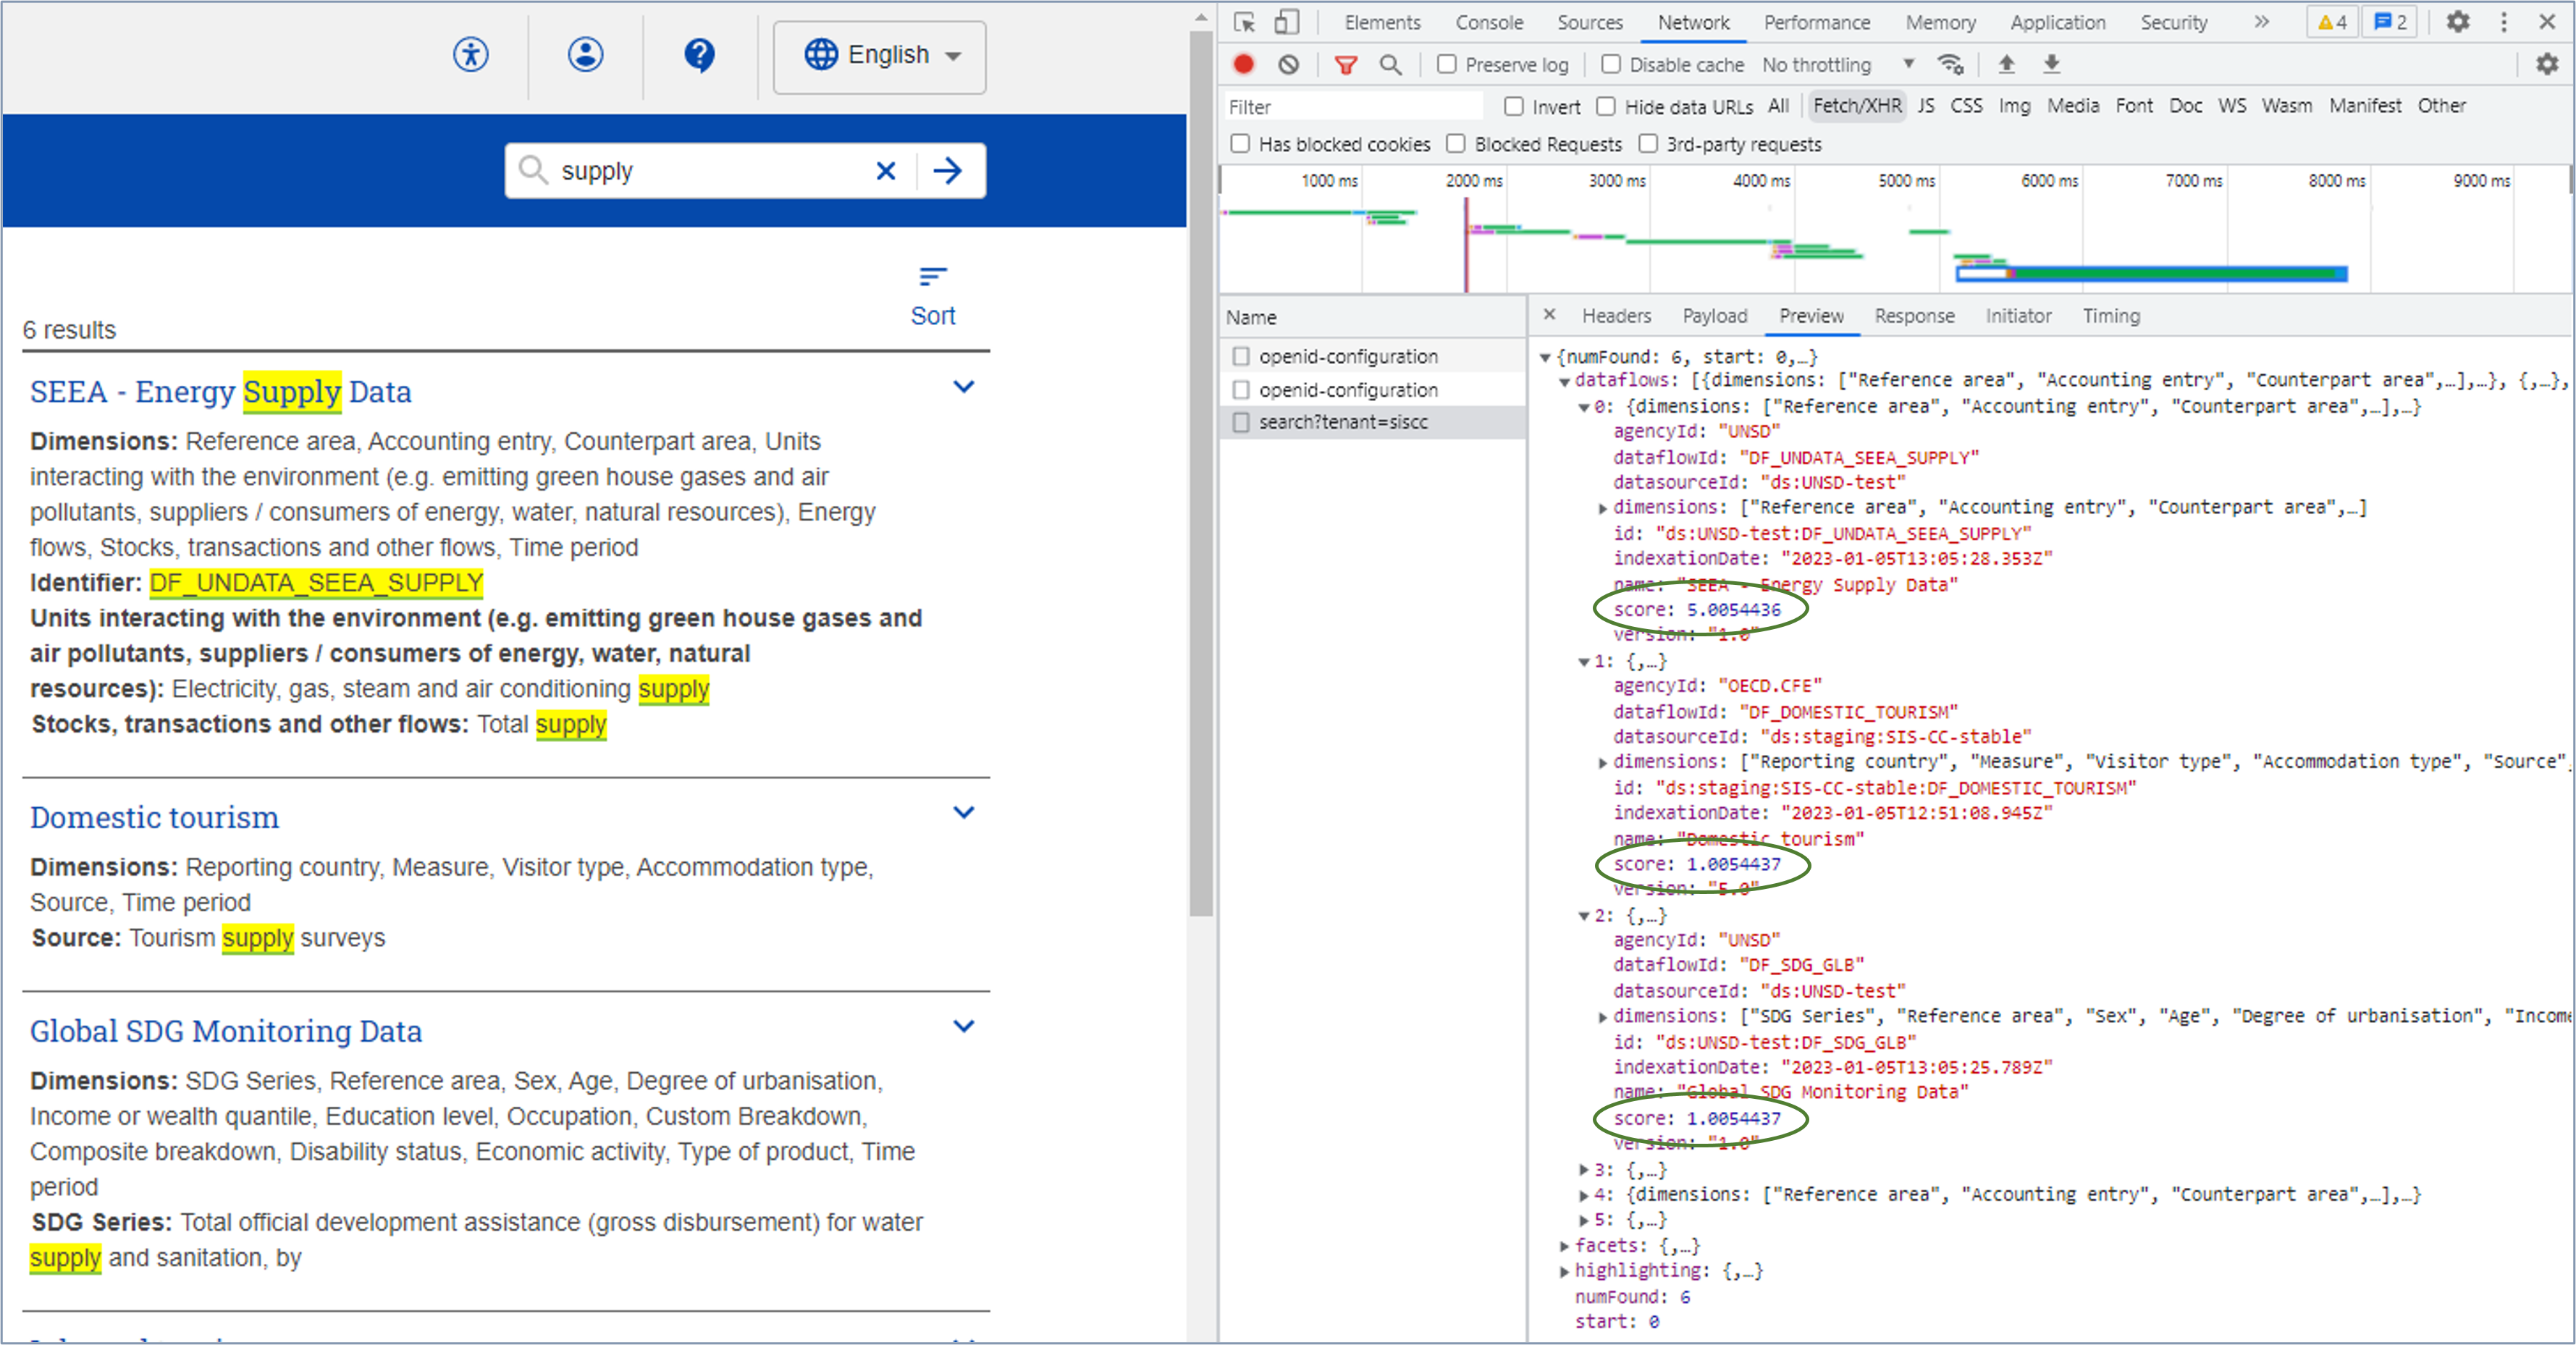 English
supply
Sort
6 results
SEEA - Energy Supply Data
Dimensions: Reference area, Accounting entry, Counterpart area, Units
interacting with the environment (e.g. emitting green house gases and air
pollutants, suppliers / consumers of energy, water, natural resources), Energy
flows, Stocks, transactions and other flows, Time period
Identifier: DF_UNDATA_SEEA_SUPPLY
Units interacting with the environment (e.g. emitting green house gases and
air pollutants, suppliers / consumers of energy, water, natural
resources): Electricity, gas, steam and air conditioning supply
Stocks, transactions and other flows: Total supply
Domestic tourism
Dimensions: Reporting country, Measure, Visitor type, Accommodation type,
Source, Time period
Source: Tourism supply surveys
Global SDG Monitoring Data
Dimensions: SDG Series, Reference area, Sex, Age, Degree of urbanisation,
Income or wealth quantile, Education level, Occupation, Custom Breakdown,
Composite breakdown, Disability status, Economic activity, Type of product, Time
period
SDG Series: Total official development assistance (gross disbursement) for water
supply and sanitation, by
Elements Console Sources Network Performance Memory Application Security » 4 2
Preserve log Disable cache No throttling
Filter Invert Hide data URLs All Fetch/XHR JS CSS Img Media Font Doc WS Wasm Manifest Other
Has blocked cookies Blocked Requests 3rd-party requests
1000 ms 2000 ms 3000 ms 4000 ms 5000 ms 6000 ms 7000 ms 8000 ms 9000 ms
Name
openid-configuration
openid-configuration
search?tenant=siscc
Headers Payload Preview Response Initiator Timing
{numFound: 6, start: 0,…}
dataflows: [{dimensions: ["Reference area", "Accounting entry", "Counterpart area",…],…}, {,…},
0: {dimensions: ["Reference area", "Accounting entry", "Counterpart area",…],…}
agencyId: "UNSD"
dataflowId: "DF_UNDATA_SEEA_SUPPLY"
datasourceId: "ds:UNSD-test"
dimensions: ["Reference area", "Accounting entry", "Counterpart area",…]
id: "ds:UNSD-test:DF_UNDATA_SEEA_SUPPLY"
indexationDate: "2023-01-05T13:05:28.353Z"
name: "SEEA - Energy Supply Data"
score: 5.0054436
version: "1.0"
1: {,…}
agencyId: "OECD.CFE"
dataflowId: "DF_DOMESTIC_TOURISM"
datasourceId: "ds:staging:SIS-CC-stable"
dimensions: ["Reporting country", "Measure", "Visitor type", "Accommodation type", "Source",
id: "ds:staging:SIS-CC-stable:DF_DOMESTIC_TOURISM"
indexationDate: "2023-01-05T12:51:08.945Z"
name: "Domestic tourism"
score: 1.0054437
version: "5.0"
2: {,…}
agencyId: "UNSD"
dataflowId: "DF_SDG_GLB"
datasourceId: "ds:UNSD-test"
dimensions: ["SDG Series", "Reference area", "Sex", "Age", "Degree of urbanisation", "Income
id: "ds:UNSD-test:DF_SDG_GLB"
indexationDate: "2023-01-05T13:05:25.789Z"
name: "Global SDG Monitoring Data"
score: 1.0054437
version: "1.0"
3: {,…}
4: {dimensions: ["Reference area", "Accounting entry", "Counterpart area",…],…}
5: {,…}
facets: {,…}
highlighting: {,…}
numFound: 6
start: 0